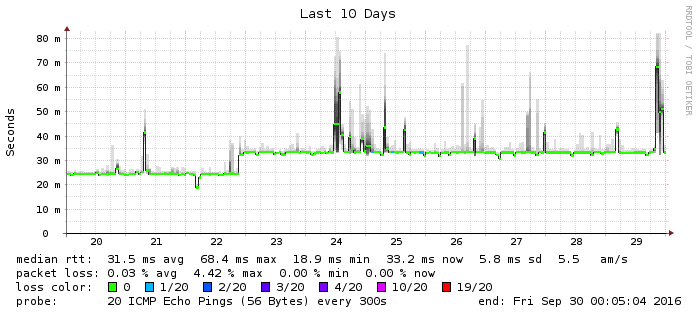 Last 10 Days
RRDTOOL / TOBI OETIKER
Seconds
80 m
70 m
60 m
50 m
40 m
30 m
20 m
10 m
0
20 21 22 23 24 25 26 27 28 29
median rtt: 31.5 ms avg 68.4 ms max 18.9 ms min 33.2 ms now 5.8 ms sd 5.5 am/s
packet loss: 0.03 % avg 4.42 % max 0.00 % min 0.00 % now
loss color: 0 1/20 2/20 3/20 4/20 10/20 19/20
probe: 20 ICMP Echo Pings (56 Bytes) every 300s end: Fri Sep 30 00:05:04 2016